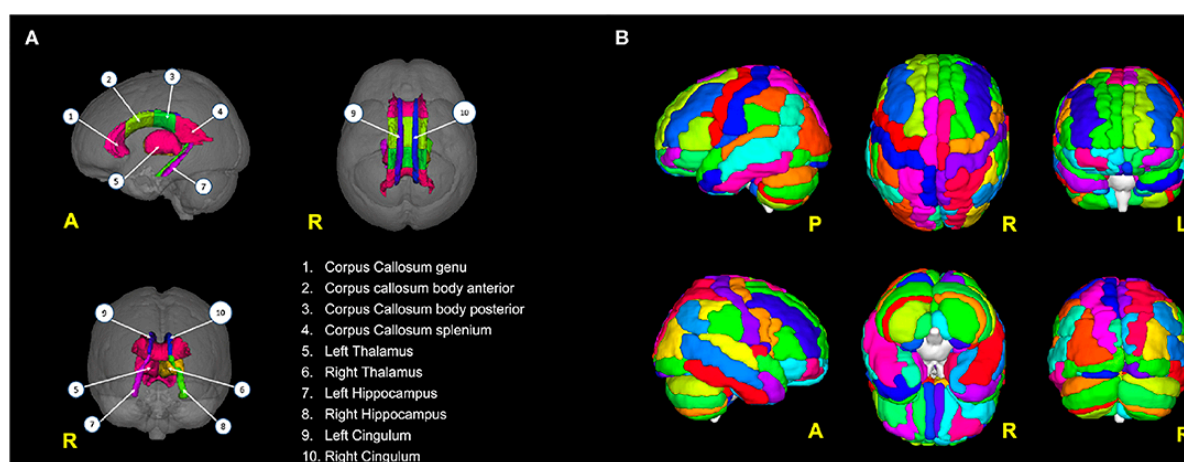 A
B
1
2
3
4
5
7
A
9
10
R
P
R
L
9
10
5
6
7
8
R
1. Corpus Callosum genu
2. Corpus callosum body anterior
3. Corpus Callosum body posterior
4. Corpus Callosum splenium
5. Left Thalamus
6. Right Thalamus
7. Left Hippocampus
8. Right Hippocampus
9. Left Cingulum
10. Right Cingulum
A
R